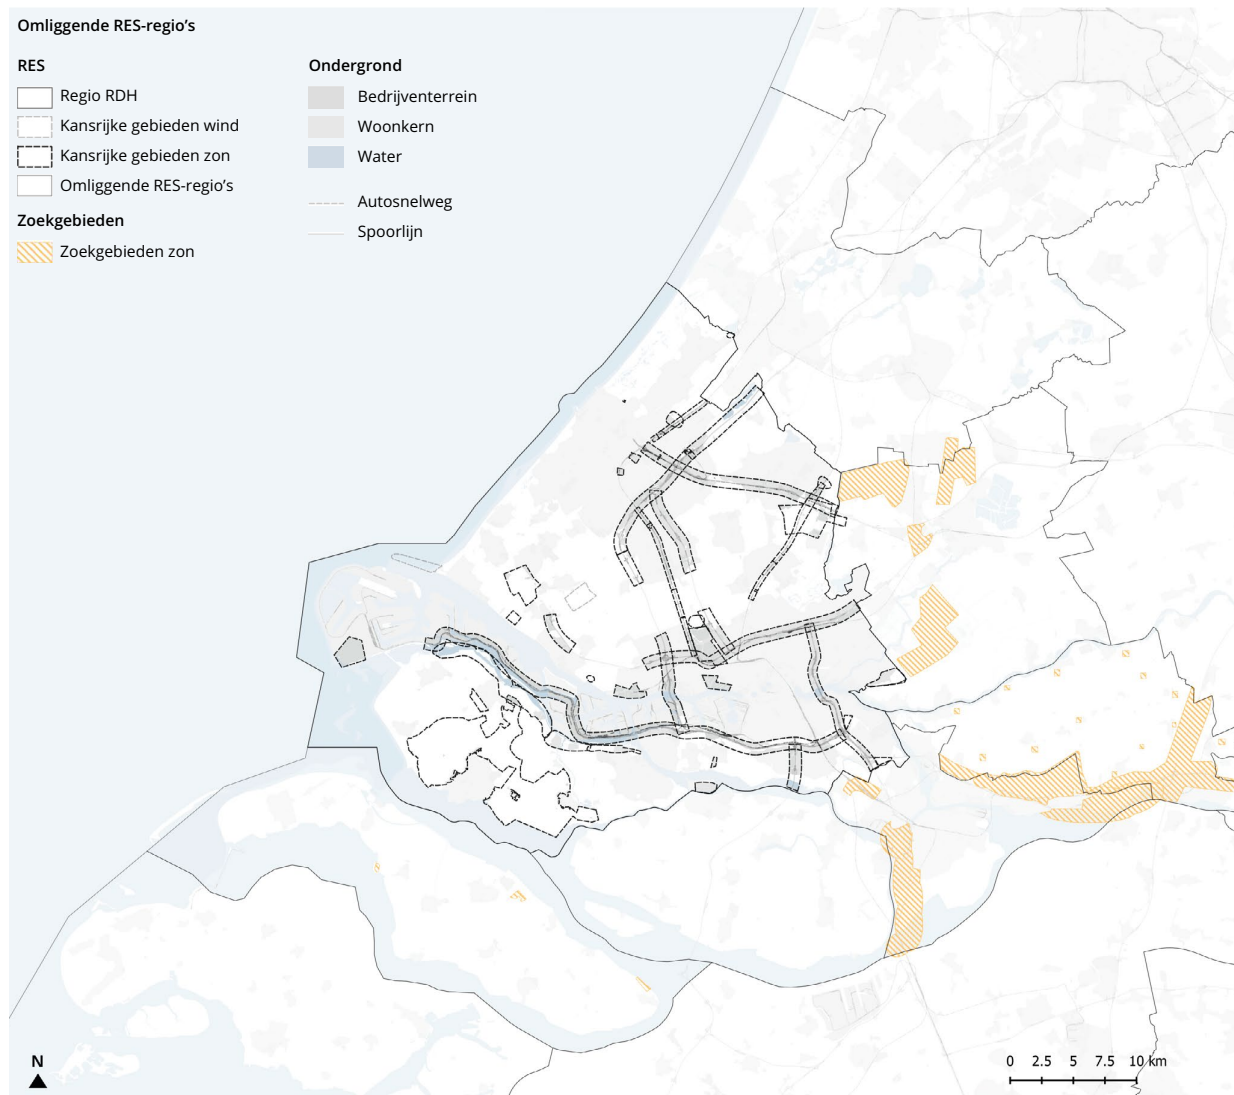 Omliggende RES-regio’s
RES
Regio RDH
Kansrijke gebieden wind
Kansrijke gebieden zon
Omliggende RES-regio’s
Zoekgebieden
Zoekgebieden zon
Ondergrond
Bedrijventerrein
Woonkern
Water
Autosnelweg
Spoorlijn
N
0 2.5 5 7.5 10 km